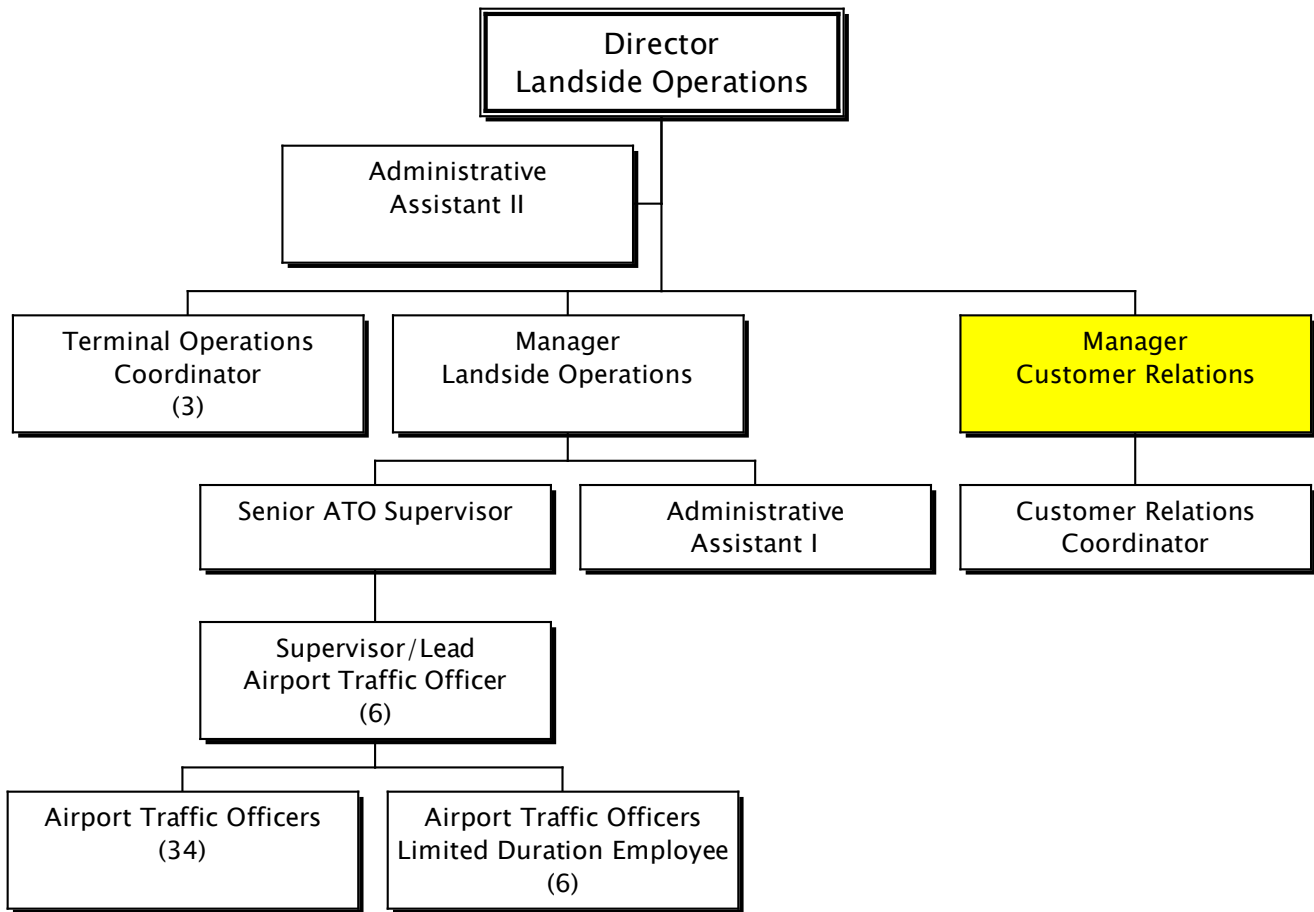 Director
Landside Operations
Administrative
Assistant II
Terminal Operations
Coordinator
(3)
Manager
Landside Operations
Manager
Customer Relations
Senior ATO Supervisor
Administrative
Assistant I
Customer Relations
Coordinator
Supervisor/Lead
Airport Traffic Officer
(6)
Airport Traffic Officers
(34)
Airport Traffic Officers
Limited Duration Employee
(6)